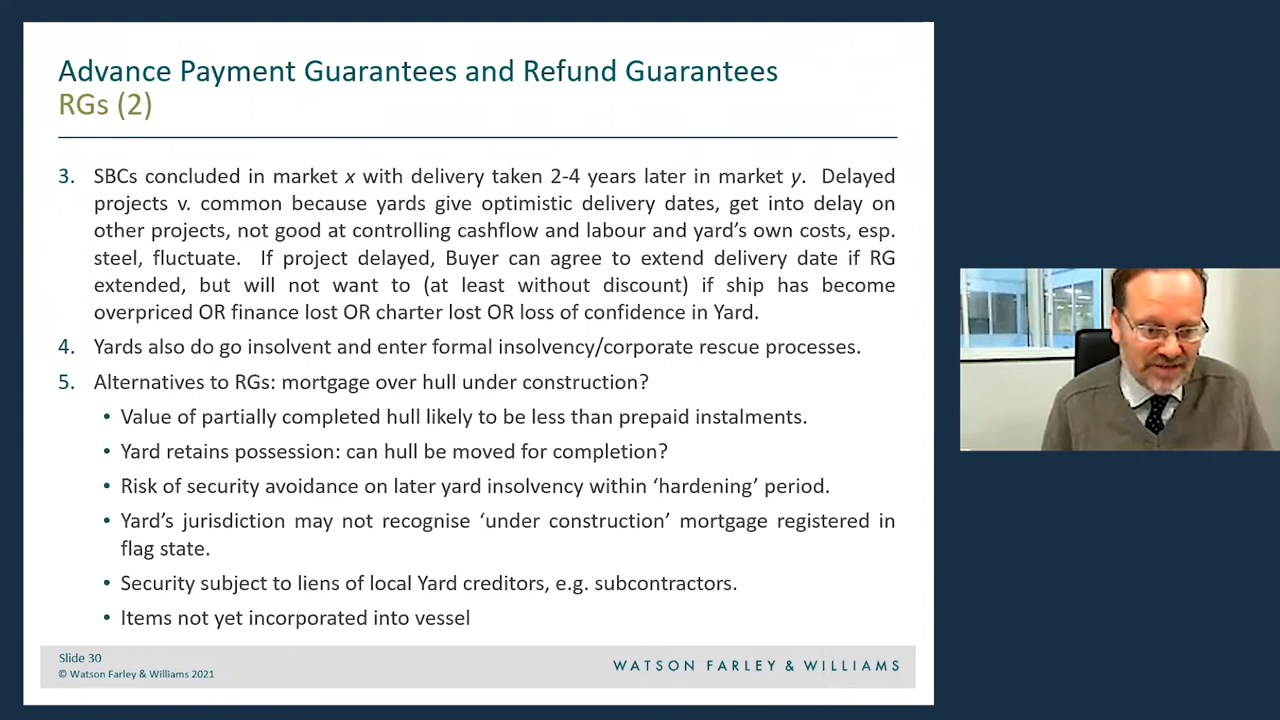 Advance Payment Guarantees and Refund Guarantees
RGs (2)
3. SBCs concluded in market x with delivery taken 2-4 years later in market y. Delayed
projects v. common because yards give optimistic delivery dates, get into delay on
other projects, not good at controlling cashflow and labour and yard's own costs, esp.
steel, fluctuate. If project delayed, Buyer can agree to extend delivery date if RG
extended, but will not want to (at least without discount) if ship has become
overpriced OR finance lost OR charter lost OR loss of confidence in Yard.
4. Yards also do go insolvent and enter formal insolvency/corporate rescue processes.
5. Alternatives to RGs: mortgage over hull under construction?
• Value of partially completed hull likely to be less than prepaid instalments.
• Yard retains possession: can hull be moved for completion?
• Risk of security avoidance on later yard insolvency within ‘hardening’ period.
• Yard's jurisdiction may not recognise ‘under construction’ mortgage registered in
flag state.
• Security subject to liens of local Yard creditors, e.g. subcontractors.
• Items not yet incorporated into vessel
Slide 30
© Watson Farley & Williams 2021
WATSON FARLEY & WILLIAMS